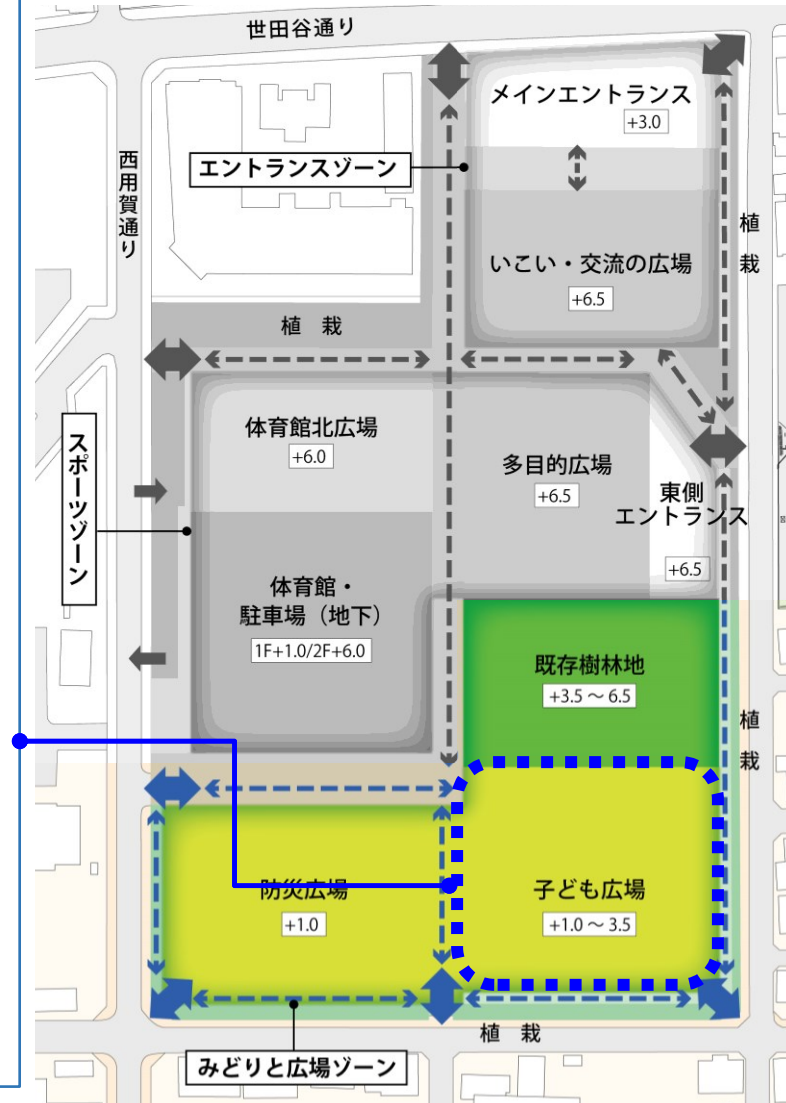 世田谷通り
メインエントランス
+3.0
エントランスゾーン
西用賀通り
植栽
いこい・交流の広場
+6.5
植 栽
体育館北広場
+6.0
多目的広場
+6.5
東側
エントランス
+6.5
スポーツゾーン
体育館・
駐車場（地下）
1F+1.0/2F+6.0
既存樹林地
+3.5 ～ 6.5
植栽
防災広場
+1.0
子ども広場
+1.0 ～ 3.5
植 栽
みどりと広場ゾーン